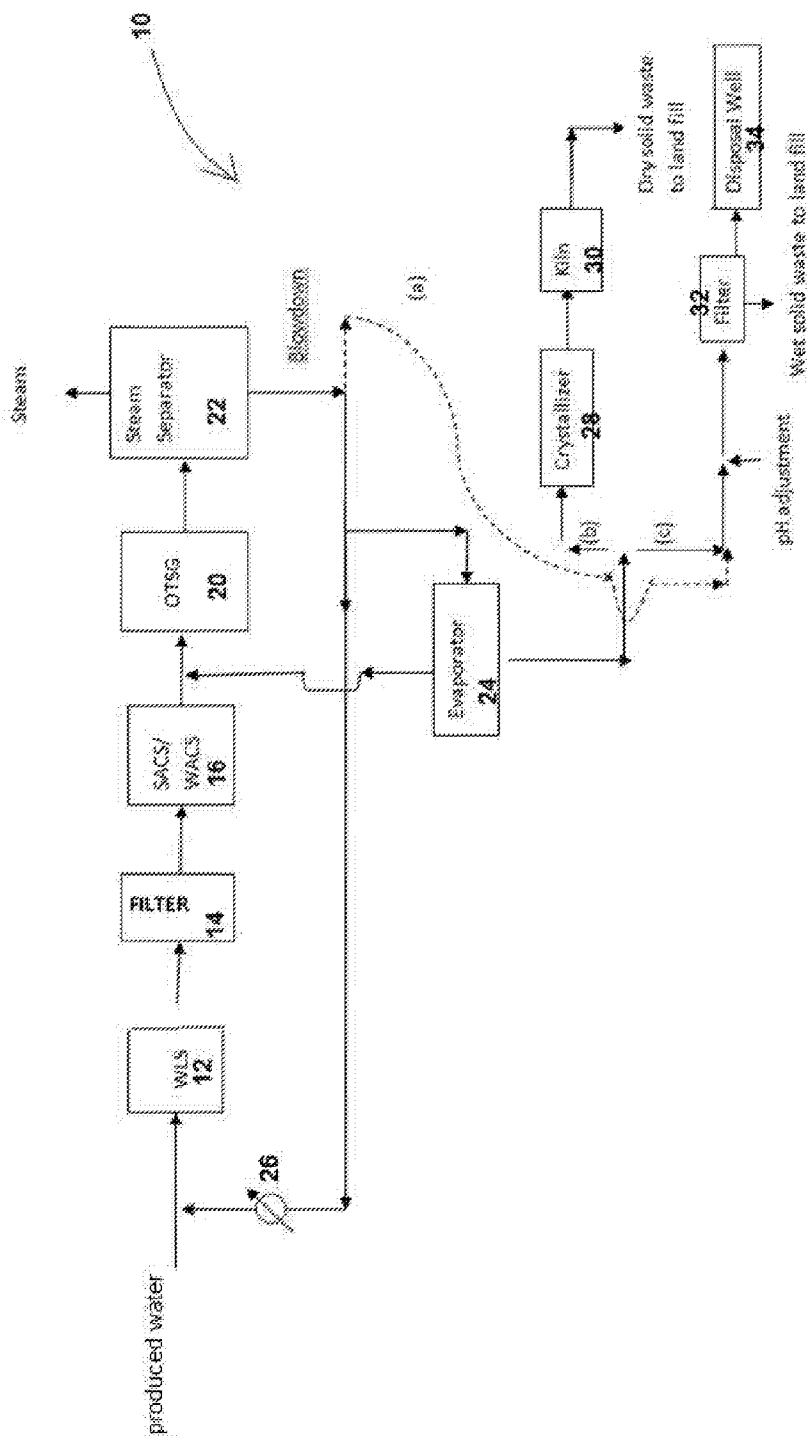 10
produced water
WLS
12
FILTER
14
SACS/
WACS
16
OTSG
20
Steam
Steam
Separator
22
26
Blowdown
(a)
Evaporator
24
(b)
(c)
Crystallizer
28
Kiln
30
Dry solid waste
to land fill
pH adjustment
32
Filter
Disposal Well
34
Wet solid waste to land fill